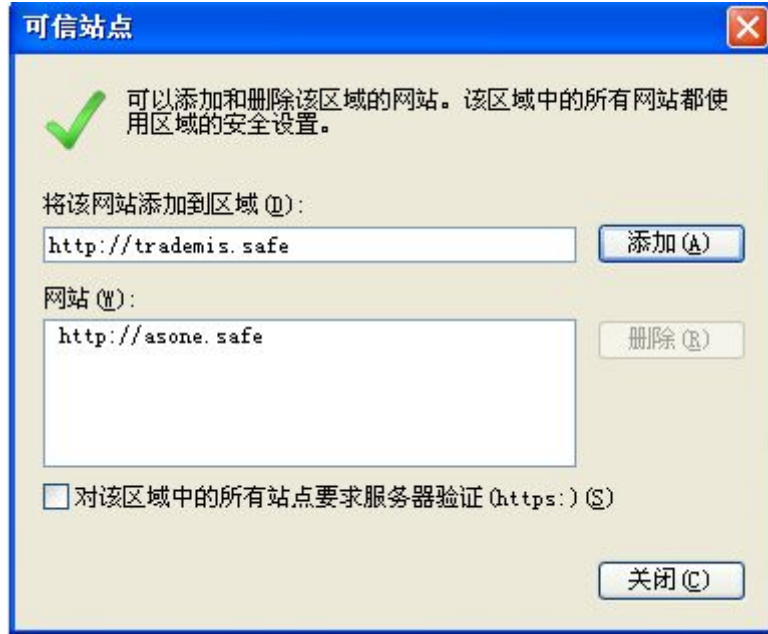 可信站点
可以添加和删除该区域的网站。该区域中的所有网站都使
用区域的安全设置。
将该网站添加到区域(D):
http://trademis.safe
添加(A)
网站(W):
http://asone.safe
删除(R)
对该区域中的所有站点要求服务器验证(https:)(S)
关闭(C)